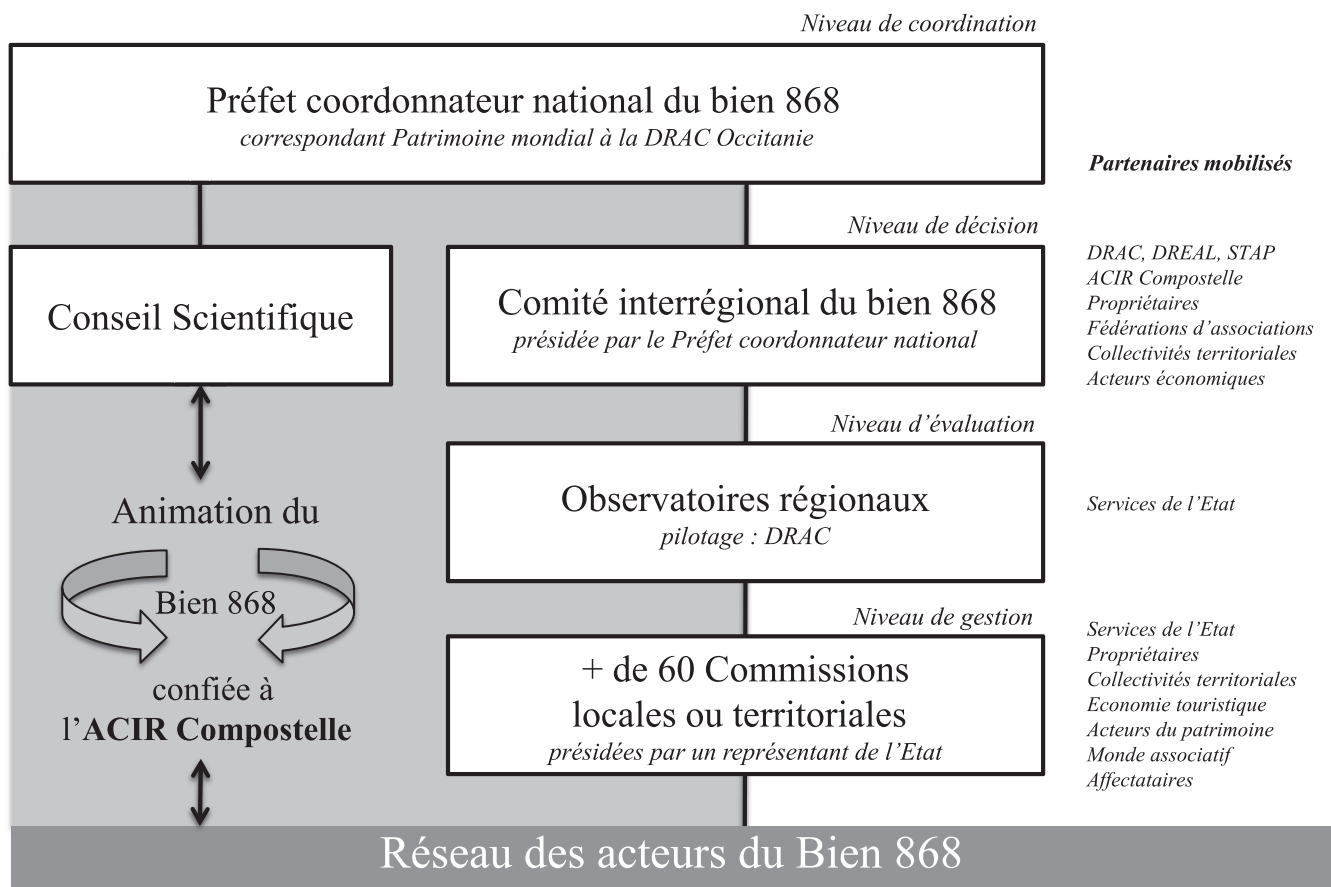 Niveau de coordination
Préfet coordonnateur national du bien 868
correspondant Patrimoine mondial à la DRAC Occitanie
Partenaires mobilisés
Niveau de décision
Conseil Scientifique
Comité interrégional du bien 868
présidée par le Préfet coordonnateur national
DRAC, DREAL, STAP
ACIR Compostelle
Propriétaires
Fédérations d'associations
Collectivités territoriales
Acteurs économiques
Niveau d'évaluation
Observatoires régionaux
pilotage : DRAC
Services de l'Etat
Animation du
Bien 868
confiée à
l'ACIR Compostelle
Niveau de gestion
+ de 60 Commissions
locales ou territoriales
présidées par un représentant de l'Etat
Services de l'Etat
Propriétaires
Collectivités territoriales
Economie touristique
Acteurs du patrimoine
Monde associatif
Affectataires
Réseau des acteurs du Bien 868